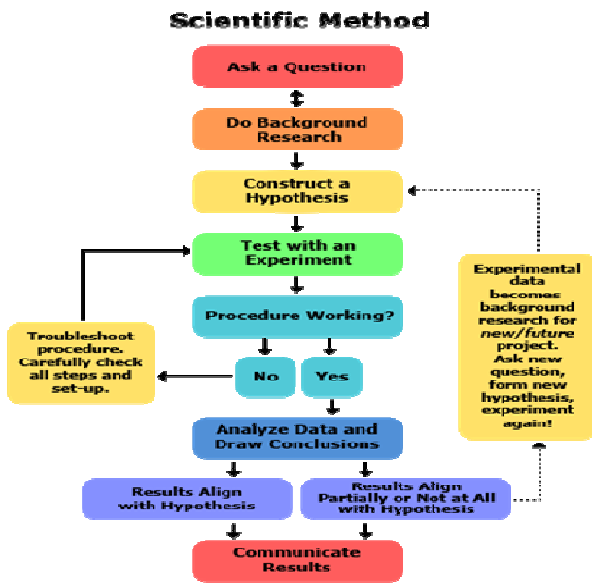 Scientific Method
Ask a Question
Do Background
Research
Construct a
Hypothesis
Test with an
Experiment
Procedure Working?
No
Yes
Troubleshoot
procedure.
Carefully check
all steps and
set-up.
Analyze Data and
Draw Conclusions
Results Align
with Hypothesis
Results Align
Partially or Not at All
with Hypothesis
Experimental
data
becomes
background
research for
new/future
project.
Ask new
question,
form new
hypothesis,
experiment
again!
Communicate
Results